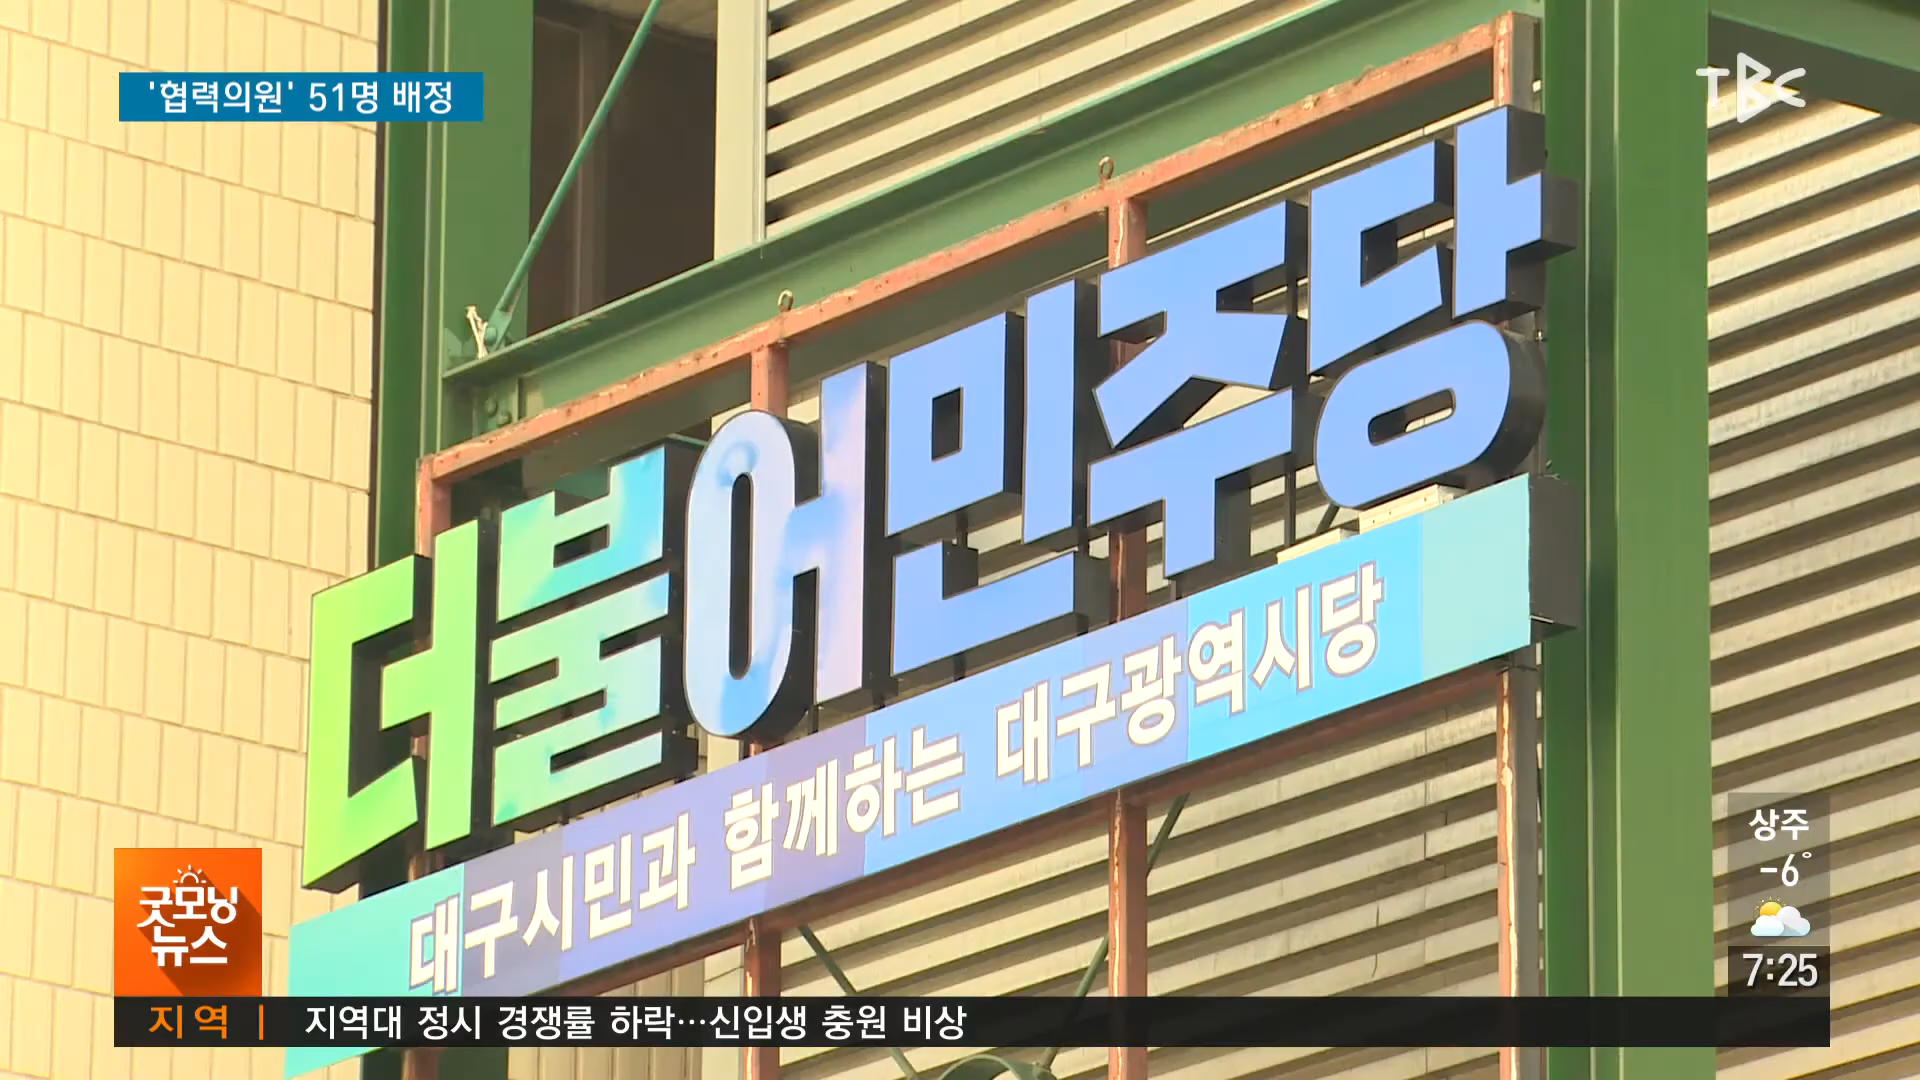 '협력의원' 51명 배정
TBC
더불어민주당
대구시민과 함께하는 대구광역시당
상주
-6°
7:25
굿모닝
뉴스
지역 | 지역대 정시 경쟁률 하락…신입생 충원 비상